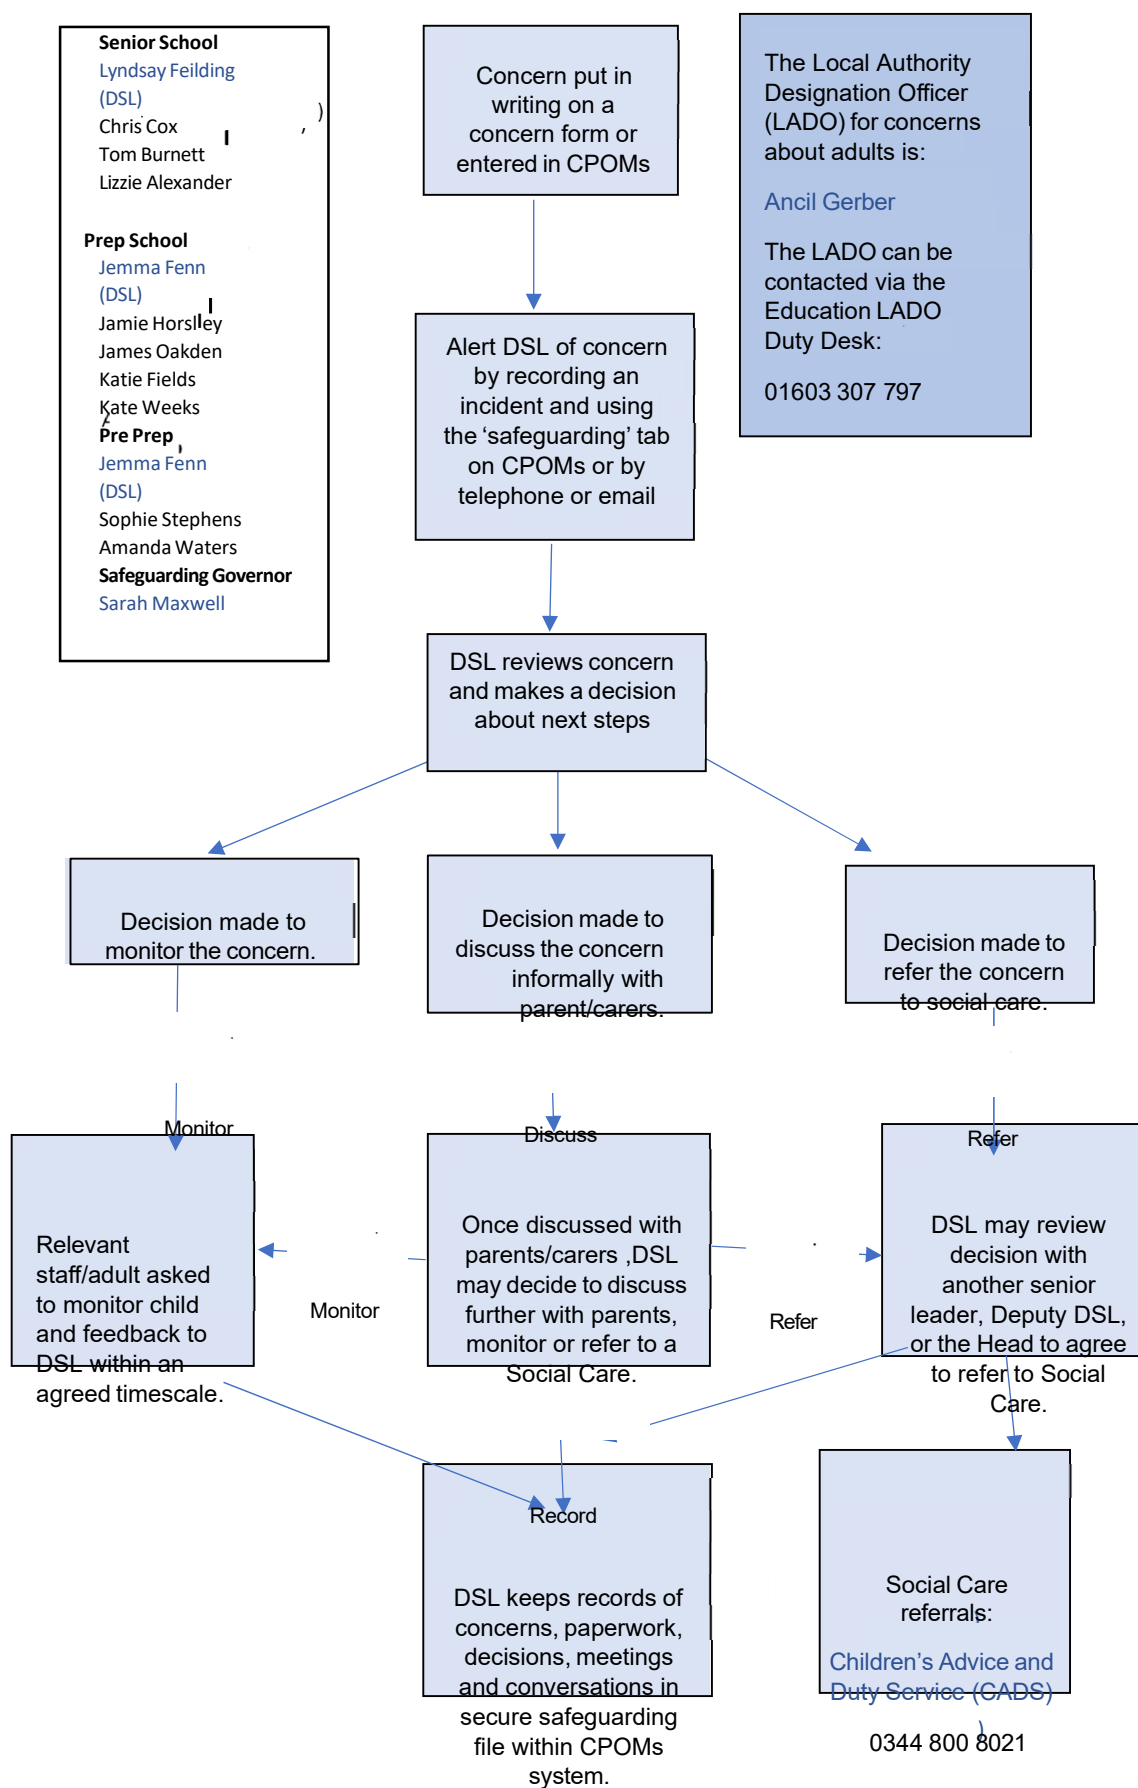 Senior School
Lyndsay Feilding
(DSL)
Chris Cox
Tom Burnett
Lizzie Alexander
Prep School
Jemma Fenn
(DSL)
Jamie Horsley
James Oakden
Katie Fields
Kate Weeks
Pre Prep
Jemma Fenn
(DSL)
Sophie Stephens
Amanda Waters
Safeguarding Governor
Sarah Maxwell
Concern put in
writing on a
concern form or
entered in CPOMs
The Local Authority
Designation Officer
(LADO) for concerns
about adults is:
Ancil Gerber
The LADO can be
contacted via the
Education LADO
Duty Desk:
01603 307 797
Alert DSL of concern
by recording an
incident and using
the ‘safeguarding’ tab
on CPOMs or by
telephone or email
DSL reviews concern
and makes a decision
about next steps
Decision made to
monitor the concern.
Decision made to
discuss the concern
informally with
parent/carers.
Decision made to
refer the concern
to social care.
Monitor
Relevant
staff/adult asked
to monitor child
and feedback to
DSL within an
agreed timescale.
Monitor
Discuss
Once discussed with
parents/carers ,DSL
may decide to discuss
further with parents,
monitor or refer to a
Social Care.
Refer
Refer
DSL may review
decision with
another senior
leader, Deputy DSL,
or the Head to agree
to refer to Social
Care.
Record
DSL keeps records of
concerns, paperwork,
decisions, meetings
and conversations in
secure safeguarding
file within CPOMs
system.
Social Care
referrals:
Children’s Advice and
Duty Service (CADS)
0344 800 8021